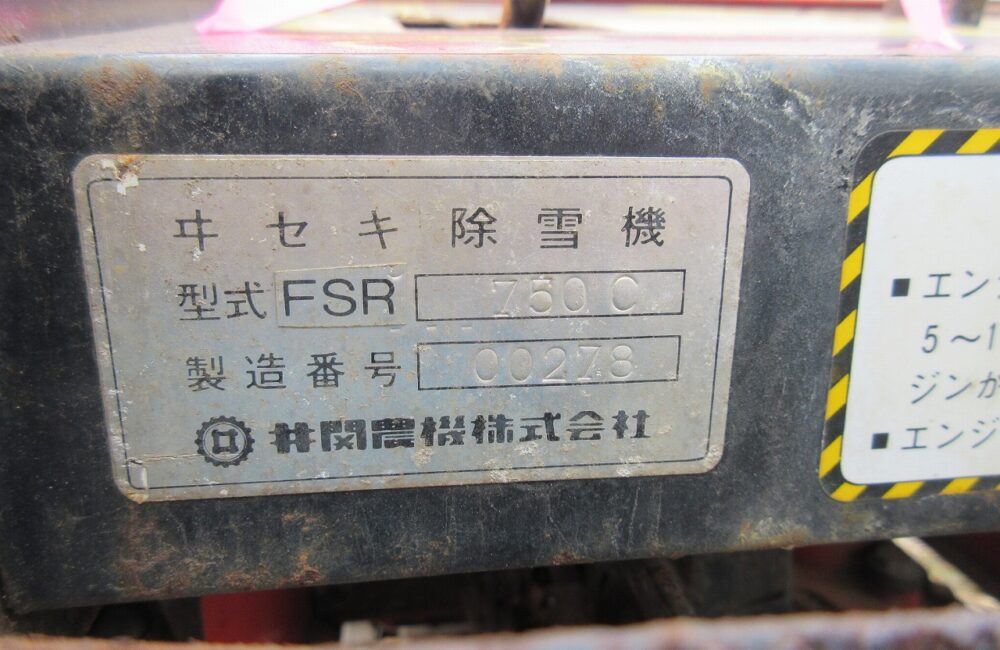 ヰセキ除雪機
型式 FSR 750C
製造番号 00278
井関農機株式会社
■エン
5〜1
ジンが
■エンジ